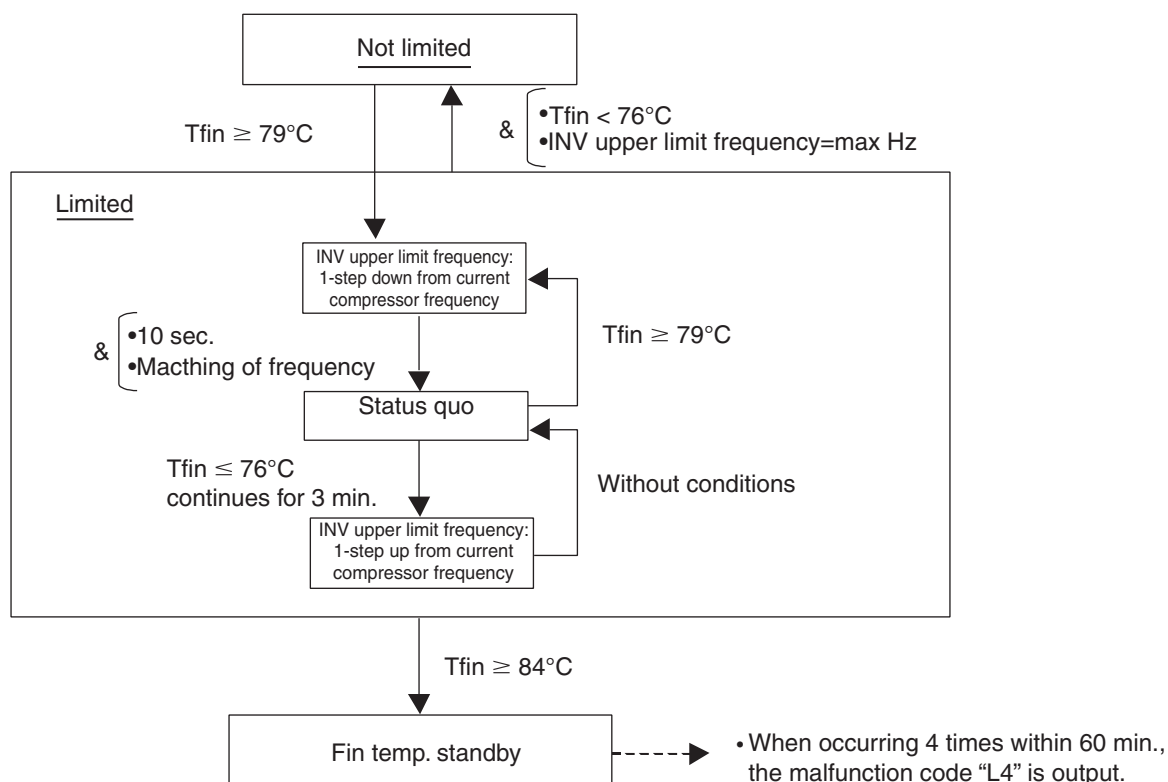 Not limited
Tfin ≥ 79°C
&
•Tfin < 76°C
•INV upper limit frequency=max Hz
Limited
INV upper limit frequency:
1-step down from current
compressor frequency
&
•10 sec.
•Macthing of frequency
Tfin ≥ 79°C
Status quo
Tfin ≤ 76°C
continues for 3 min.
Without conditions
INV upper limit frequency:
1-step up from current
compressor frequency
Tfin ≥ 84°C
Fin temp. standby
• When occurring 4 times within 60 min.,
the malfunction code “L4” is output.